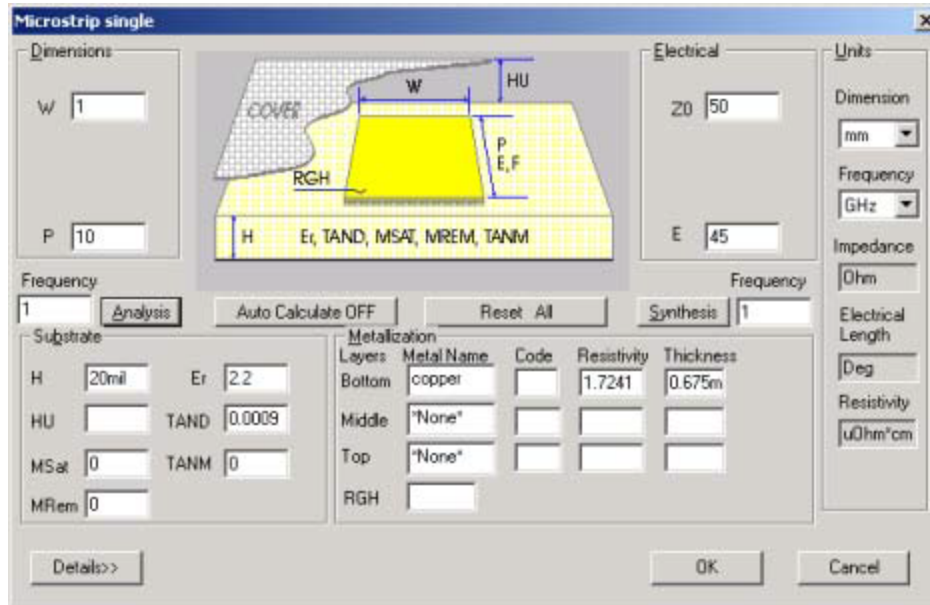 Microstrip single
Dimensions
W 1
P 10
COVER
W
HU
P
E,F
RGH
H Er, TAND, MSAT, MREM, TANM
Electrical
Z0 50
E 45
Units
Dimension
mm
Frequency
GHz
Impedance
Ohm
Electrical
Length
Deg
Resistivity
uOhm*cm
Frequency
1
Analysis
Auto Calculate OFF
Reset All
Synthesis
Frequency
1
Substrate
H 20mil Er 2.2
HU TAND 0.0009
MSat 0 TANM 0
MRem 0
Metallization
Layers Metal Name Code Resistivity Thickness
Bottom copper 1.7241 0.675m
Middle *None*
Top *None*
RGH
Details>>
OK
Cancel